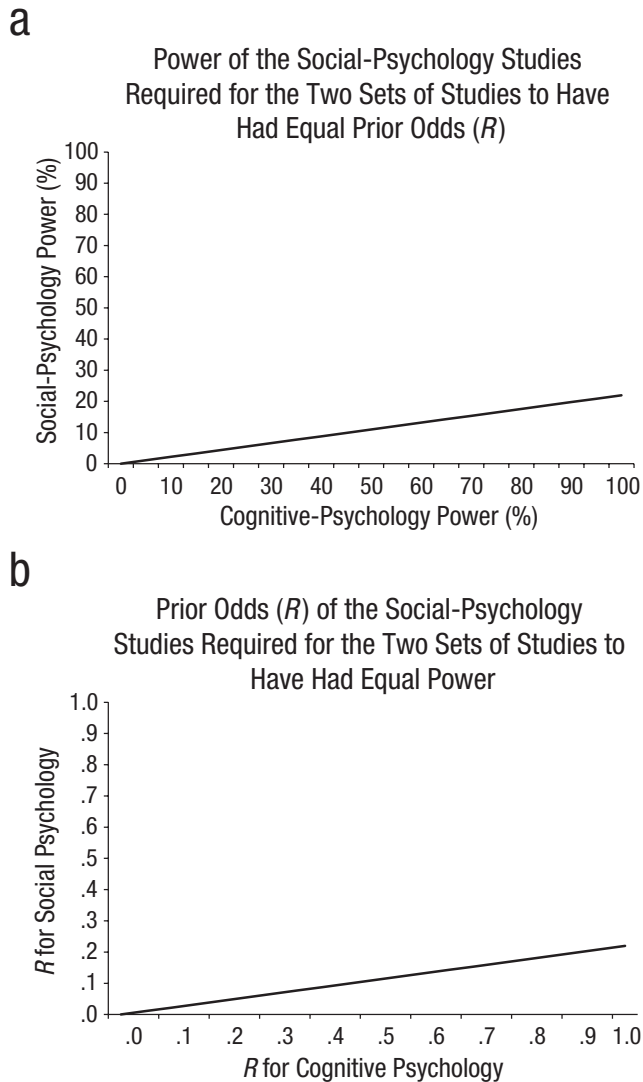 a
Power of the Social-Psychology Studies
Required for the Two Sets of Studies to Have
Had Equal Prior Odds (R)
Social-Psychology Power (%)
100
90
80
70
60
50
40
30
20
10
0
0 10 20 30 40 50 60 70 80 90 100
Cognitive-Psychology Power (%)
b
Prior Odds (R) of the Social-Psychology
Studies Required for the Two Sets of Studies to
Have Had Equal Power
R for Social Psychology
1.0
.9
.8
.7
.6
.5
.4
.3
.2
.1
.0
.0 .1 .2 .3 .4 .5 .6 .7 .8 .9 1.0
R for Cognitive Psychology